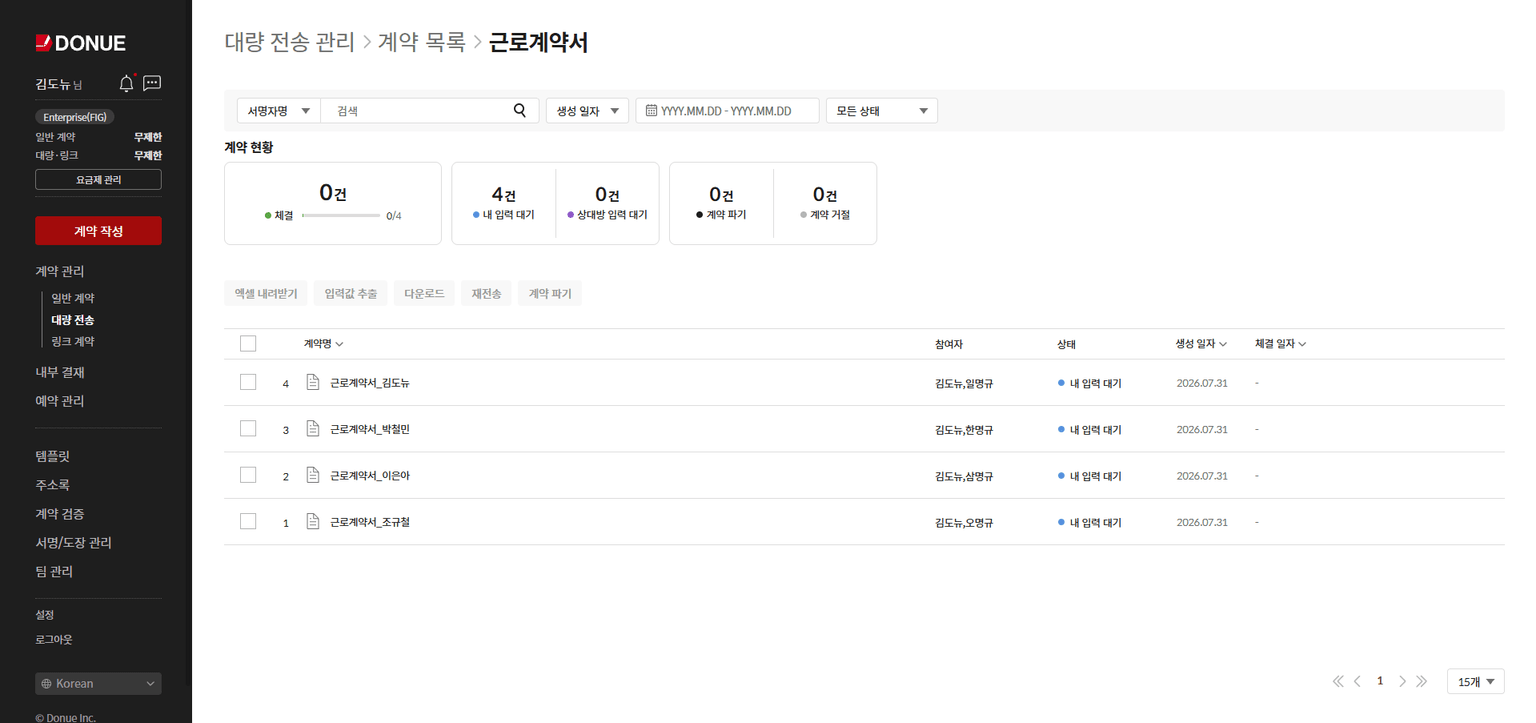 DONUE
김도뉴 님
Enterprise(FIG)
일반 계약 무제한
대량·링크 무제한
요금제 관리
계약 작성
계약 관리
일반 계약
대량 전송
링크 계약
내부 결재
예약 관리
템플릿
주소록
계약 검증
서명/도장 관리
팀 관리
설정
로그아웃
Korean
© Donue Inc.
대량 전송 관리 > 계약 목록 > 근로계약서
서명자명 검색 생성 일자 YYYY.MM.DD - YYYY.MM.DD 모든 상태
계약 현황
0건 4건 0건 0건 0건
체결 0/4 내 입력 대기 상대방 입력 대기 계약 파기 계약 거절
엑셀 내려받기 입력값 추출 다운로드 재전송 계약 파기
계약명 참여자 상태 생성 일자 체결 일자
4 근로계약서_김도뉴 김도뉴,일명규 내 입력 대기 2026.07.31 -
3 근로계약서_박철민 김도뉴,한명규 내 입력 대기 2026.07.31 -
2 근로계약서_이은아 김도뉴,삼명규 내 입력 대기 2026.07.31 -
1 근로계약서_조규철 김도뉴,오명규 내 입력 대기 2026.07.31 -
1 15개